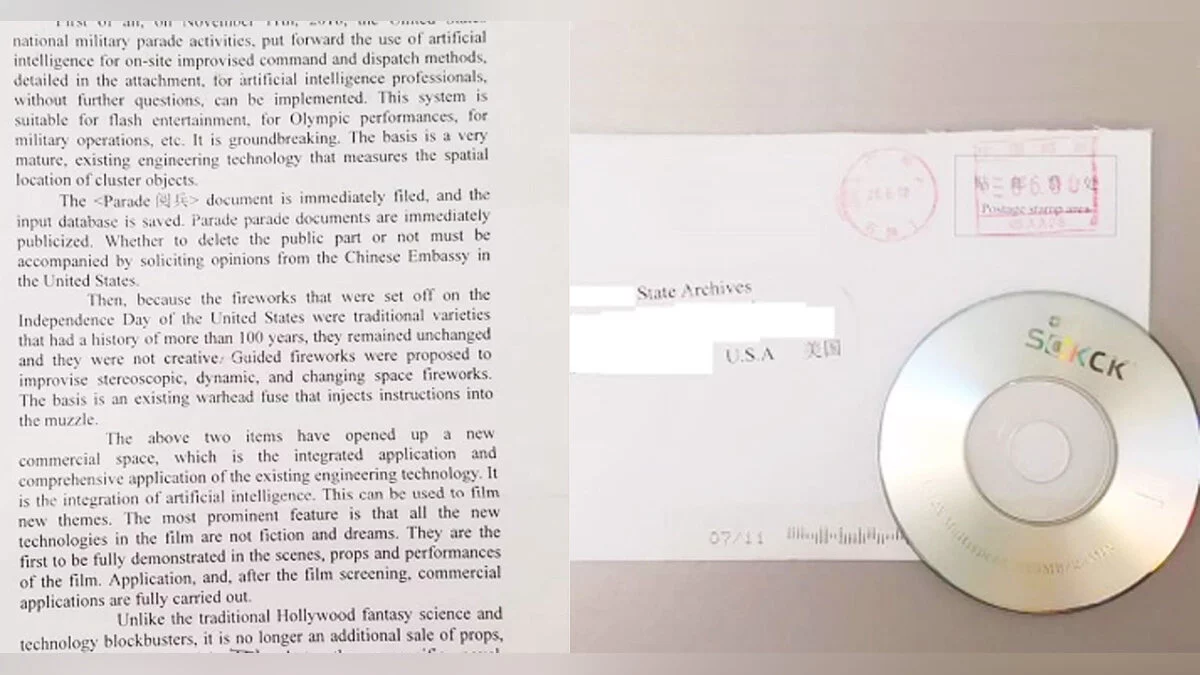 First of all, on November 11th, 2018, the United States
national military parade activities, put forward the use of artificial
intelligence for on-site improvised command and dispatch methods,
detailed in the attachment, for artificial intelligence professionals,
without further questions, can be implemented. This system is
suitable for flash entertainment, for Olympic performances, for
military operations, etc. It is groundbreaking. The basis is a very
mature, existing engineering technology that measures the spatial
location of cluster objects.
The <Parade 阅兵> document is immediately filed, and the
input database is saved. Parade parade documents are immediately
publicized. Whether to delete the public part or not must be
accompanied by soliciting opinions from the Chinese Embassy in
the United States.
Then, because the fireworks that were set off on the
Independence Day of the United States were traditional varieties
that had a history of more than 100 years, they remained unchanged
and they were not creative. Guided fireworks were proposed to
improvise stereoscopic, dynamic, and changing space fireworks.
The basis is an existing warhead fuse that injects instructions into
the muzzle.
The above two items have opened up a new
commercial space, which is the integrated application and
comprehensive application of the existing engineering technology. It
is the integration of artificial intelligence. This can be used to film
new themes. The most prominent feature is that all the new
technologies in the film are not fiction and dreams. They are the
first to be fully demonstrated in the scenes, props and performances
of the film. Application, and, after the film screening, commercial
applications are fully carried out.
Unlike the traditional Hollywood fantasy science and
technology blockbusters, it is no longer an additional sale of props,
Postage stamp area
State Archives
U.S.A 美国
07/11